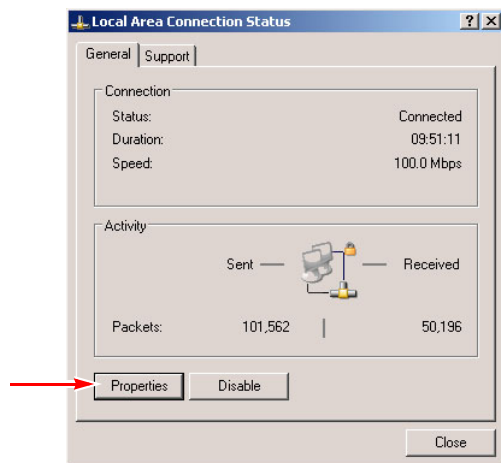 Local Area Connection Status
General Support
Connection
Status: Connected
Duration: 09:51:11
Speed: 100.0 Mbps
Activity
Sent — — Received
Packets: 101,562 | 50,196
Properties Disable
Close